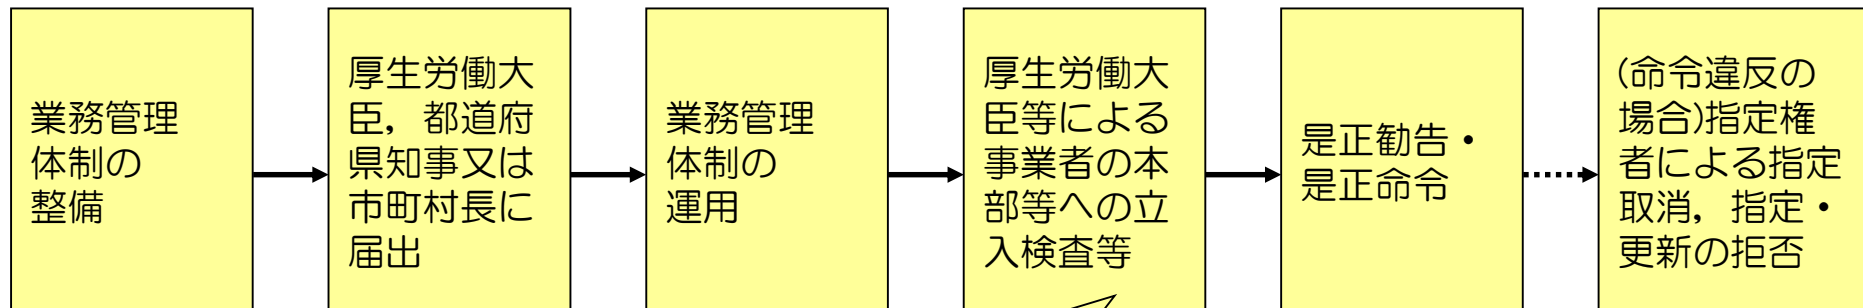 業務管理
体制の
整備
厚生労働大
臣，都道府
県知事又は
市町村長に
届出
業務管理
体制の
運用
厚生労働大
臣等による
事業者の本
部等への立
入検査等
是正勧告・
是正命令
(命令違反の
場合)指定権
者による指定
取消，指定・
更新の拒否